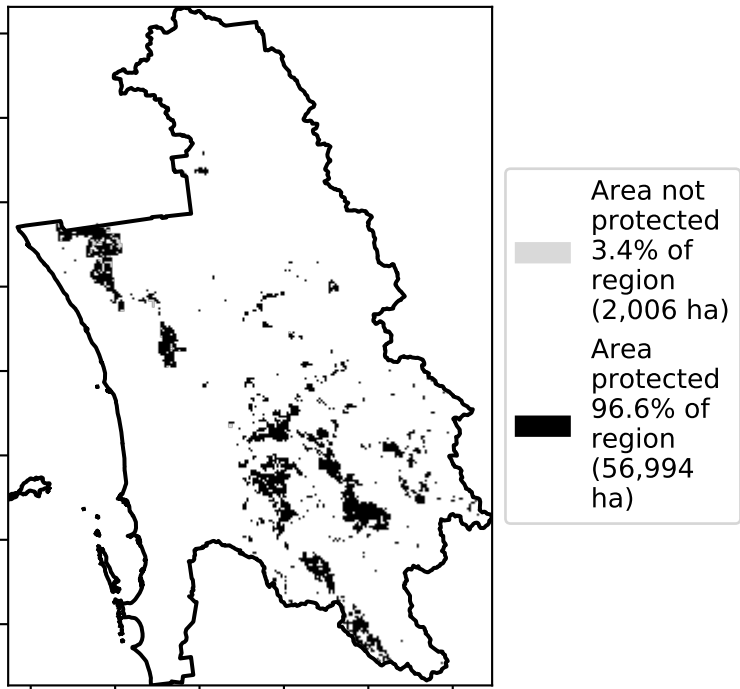 Area not
protected
3.4% of
region
(2,006 ha)
Area
protected
96.6% of
region
(56,994
ha)